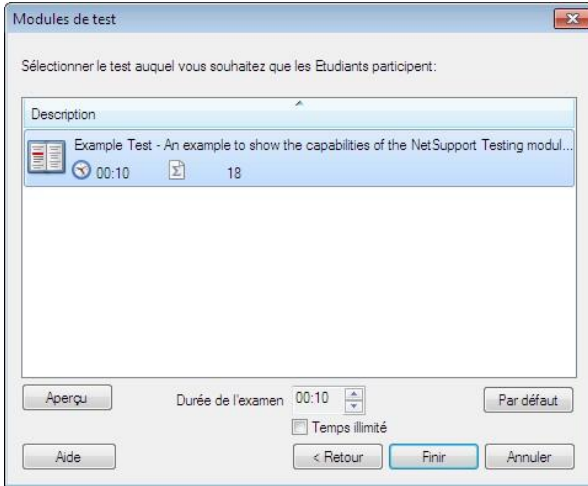 Modules de test
Sélectionner le test auquel vous souhaitez que les Etudiants participent:
Description
Example Test - An example to show the capabilities of the NetSupport Testing modul...
00:10 18
Aperçu Durée de l'examen 00:10 Par défaut
Temps illimité
Aide < Retour Finir Annuler